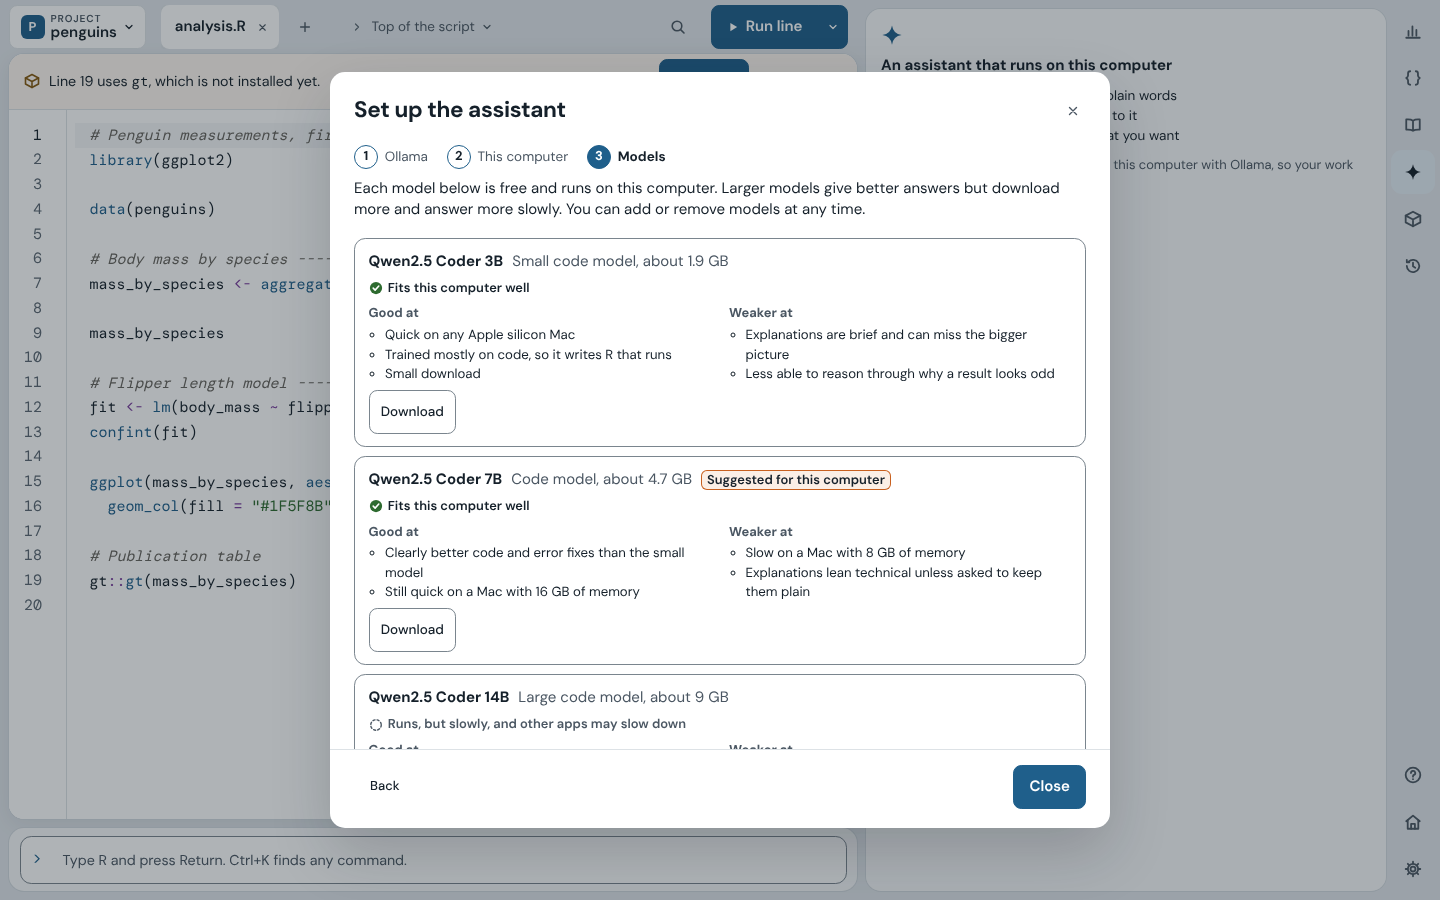 P PROJECT penguins
analysis.R
Top of the script
Run line
Line 19 uses gt, which is not installed yet.
1 # Penguin measurements, fir
2 library(ggplot2)
3
4 data(penguins)
5
6 # Body mass by species ----
7 mass_by_species <- aggregat
8
9 mass_by_species
10
11 # Flipper length model ----
12 fit <- lm(body_mass ~ flipp
13 confint(fit)
14
15 ggplot(mass_by_species, aes
16 geom_col(fill = "#1F5F8B"
17
18 # Publication table
19 gt::gt(mass_by_species)
20
Type R and press Return. Ctrl+K finds any command.
An assistant that runs on this computer
plain words
to it
at you want
this computer with Ollama, so your work
Set up the assistant
1 Ollama 2 This computer 3 Models
Each model below is free and runs on this computer. Larger models give better answers but download
more and answer more slowly. You can add or remove models at any time.
Qwen2.5 Coder 3B Small code model, about 1.9 GB
Fits this computer well
Good at
Quick on any Apple silicon Mac
Trained mostly on code, so it writes R that runs
Small download
Weaker at
Explanations are brief and can miss the bigger
picture
Less able to reason through why a result looks odd
Download
Qwen2.5 Coder 7B Code model, about 4.7 GB Suggested for this computer
Fits this computer well
Good at
Clearly better code and error fixes than the small
model
Still quick on a Mac with 16 GB of memory
Weaker at
Slow on a Mac with 8 GB of memory
Explanations lean technical unless asked to keep
them plain
Download
Qwen2.5 Coder 14B Large code model, about 9 GB
Runs, but slowly, and other apps may slow down
Good at
Weaker at
Back
Close